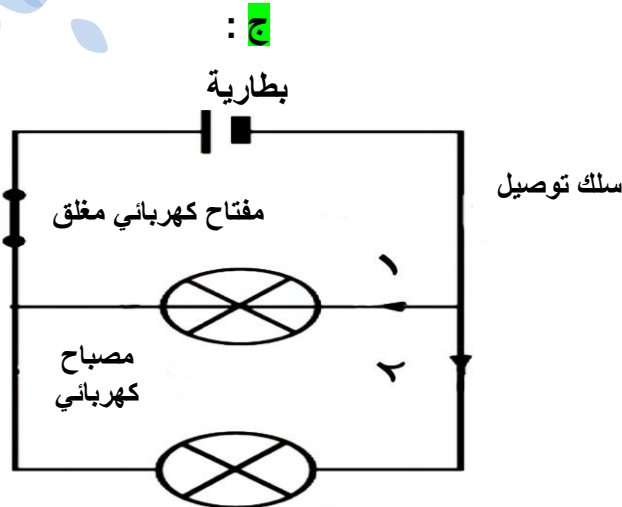 ج :
بطارية
سلك توصيل
مفتاح كهربائي مغلق
١
مصباح
كهربائي
٢